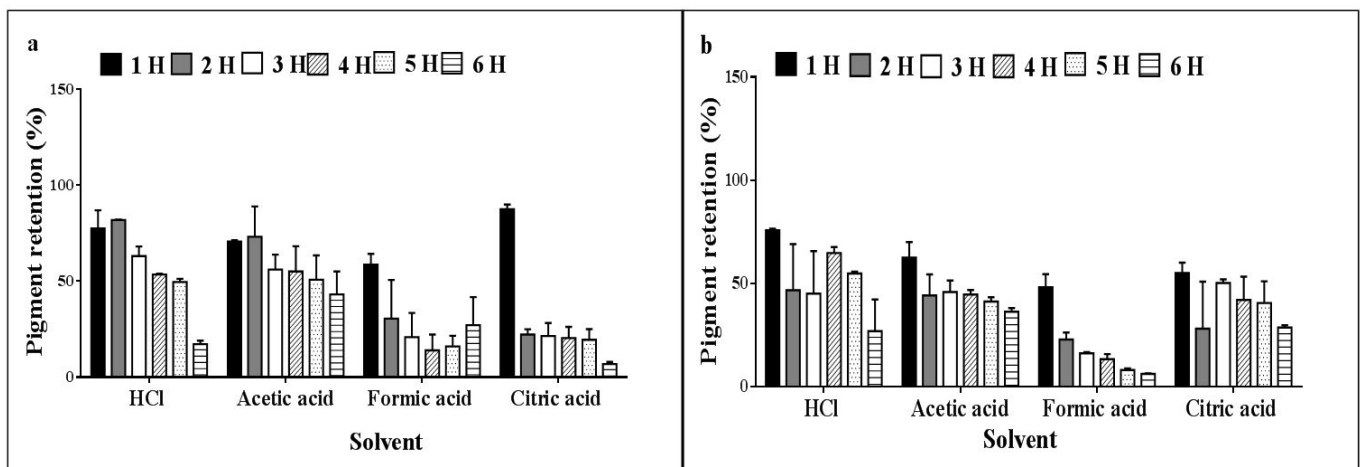 a
1 H 2 H 3 H 4 H 5 H 6 H
150
100
50
0
Pigment retention (%)
HCl Acetic acid Formic acid Citric acid
Solvent
b
1 H 2 H 3 H 4 H 5 H 6 H
150
100
50
0
Pigment retention (%)
HCl Acetic acid Formic acid Citric acid
Solvent